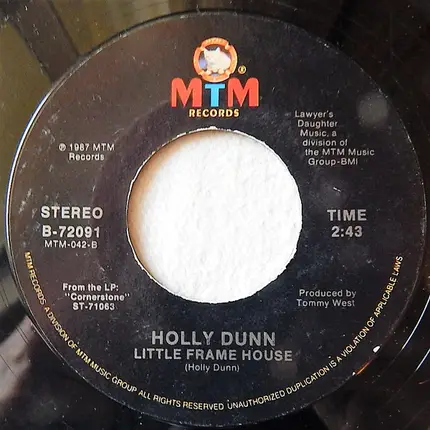 ®
MTM
RECORDS
℗ 1987 MTM
Records
Lawyer's
Daughter
Music, a
division of
the MTM Music
Group-BMI
STEREO
B-72091
MTM-042-B
TIME
2:43
From the LP:
"Cornerstone"
ST-71063
Produced by
Tommy West
HOLLY DUNN
LITTLE FRAME HOUSE
(Holly Dunn)
MTM RECORDS. A DIVISION OF MTM MUSIC GROUP ALL RIGHTS RESERVED UNAUTHORIZED DUPLICATION IS A VIOLATION OF APPLICABLE LAWS